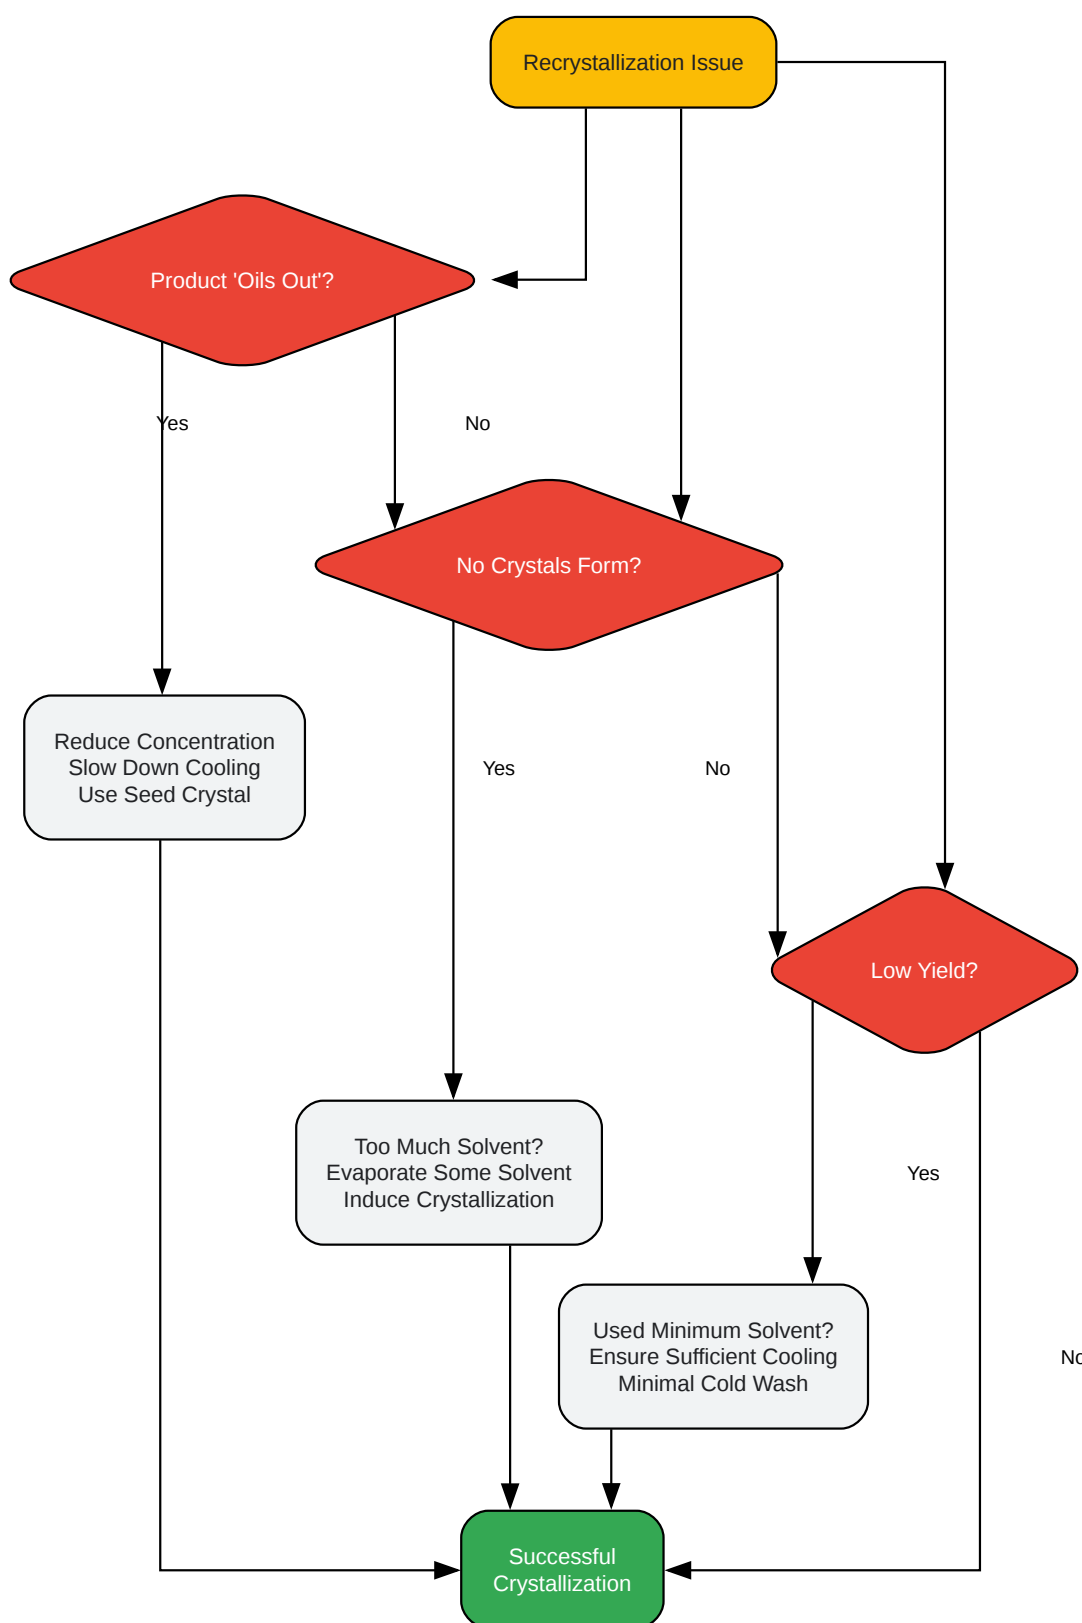 Recrystallization Issue
Product 'Oils Out'?
Yes
No
No Crystals Form?
Reduce Concentration
Slow Down Cooling
Use Seed Crystal
Yes
No
Low Yield?
Too Much Solvent?
Evaporate Some Solvent
Induce Crystallization
Yes
Used Minimum Solvent?
Ensure Sufficient Cooling
Minimal Cold Wash
No
Successful
Crystallization